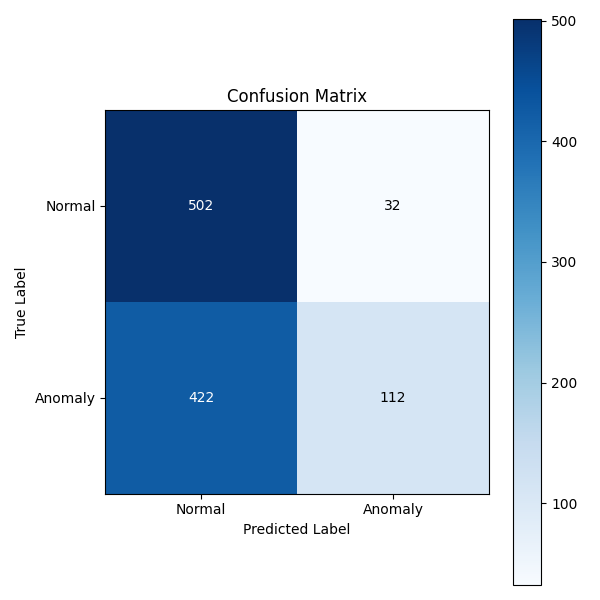 Confusion Matrix
True Label
Normal
502
32
Anomaly
422
112
Normal
Anomaly
Predicted Label
500
400
300
200
100